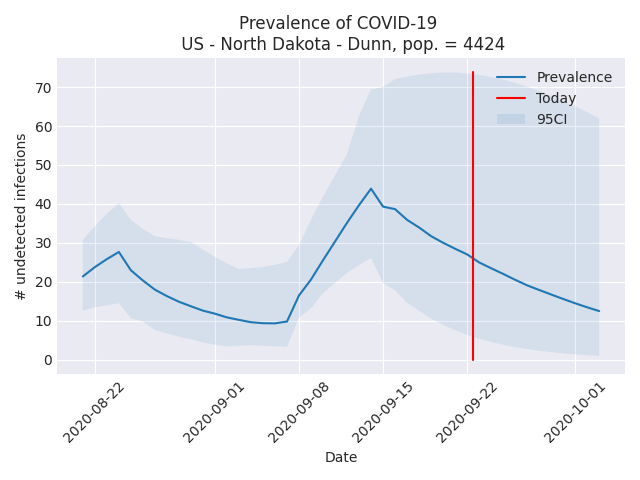 Prevalence of COVID-19
US - North Dakota - Dunn, pop. = 4424
# undetected infections
70
60
50
40
30
20
10
0
Prevalence
Today
95CI
2020-08-22
2020-09-01
2020-09-08
2020-09-15
2020-09-22
2020-10-01
Date